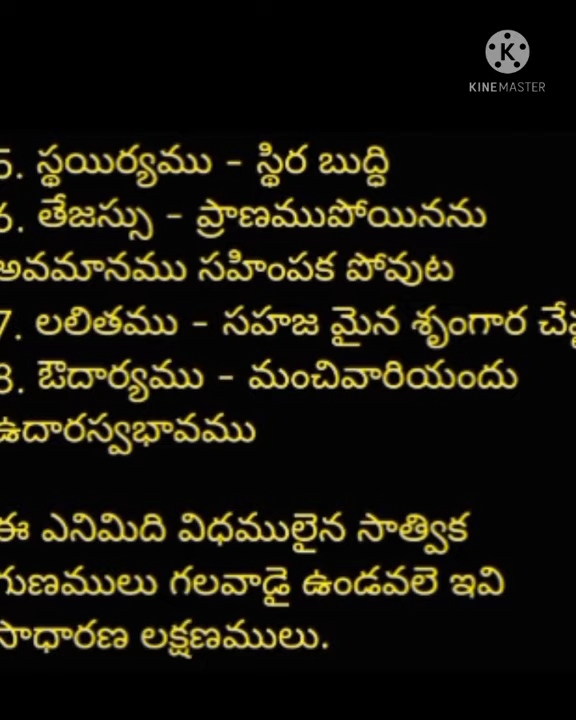 KINEMASTER
5. స్థయిర్యము - స్థిర బుద్ధి
6. తేజస్సు - ప్రాణముపోయినను
అవమానము సహింపక పోవుట
7. లలితము - సహజ మైన శృంగార
8. ఔదార్యము - మంచివారియందు
ఉదారస్వభావము
ఈ ఎనిమిది విధములైన సాత్విక
గుణములు గలవాడై ఉండవలె ఇవి
సాధారణ లక్షణములు.